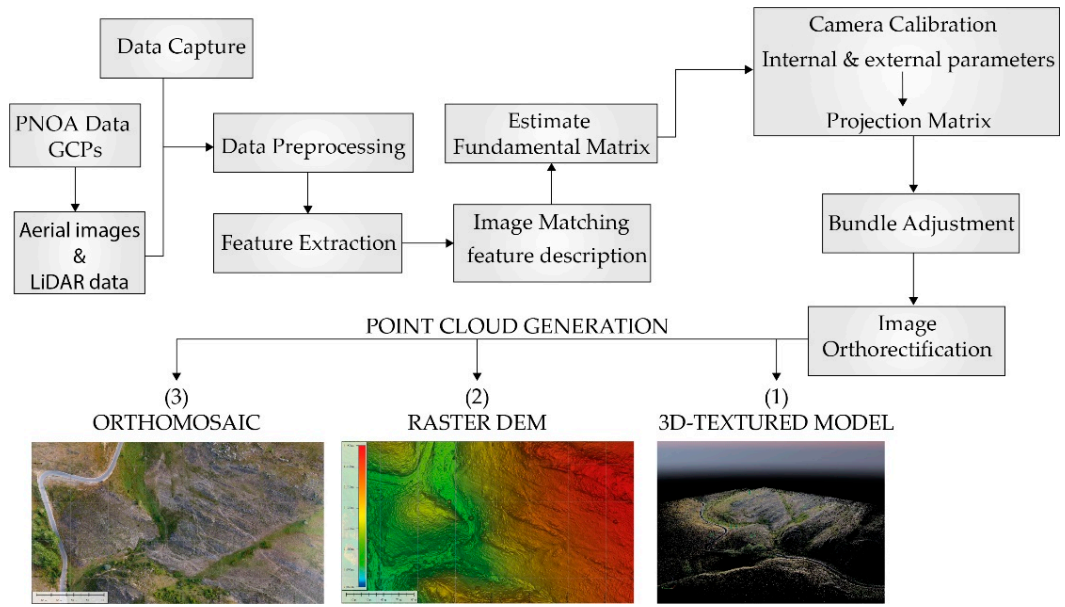 Data Capture
PNOA Data
GCPs
Aerial images
&
LiDAR data
Data Preprocessing
Feature Extraction
Image Matching
feature description
Estimate
Fundamental Matrix
Camera Calibration
Internal & external parameters
Projection Matrix
Bundle Adjustment
Image
Orthorectification
POINT CLOUD GENERATION
(3)
ORTHOMOSAIC
(2)
RASTER DEM
(1)
3D-TEXTURED MODEL